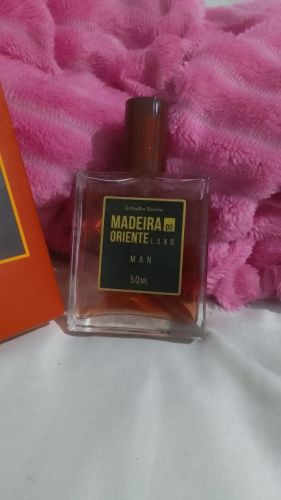 MADEIRA DO
ORIENTE LUXO
MAN
50ML